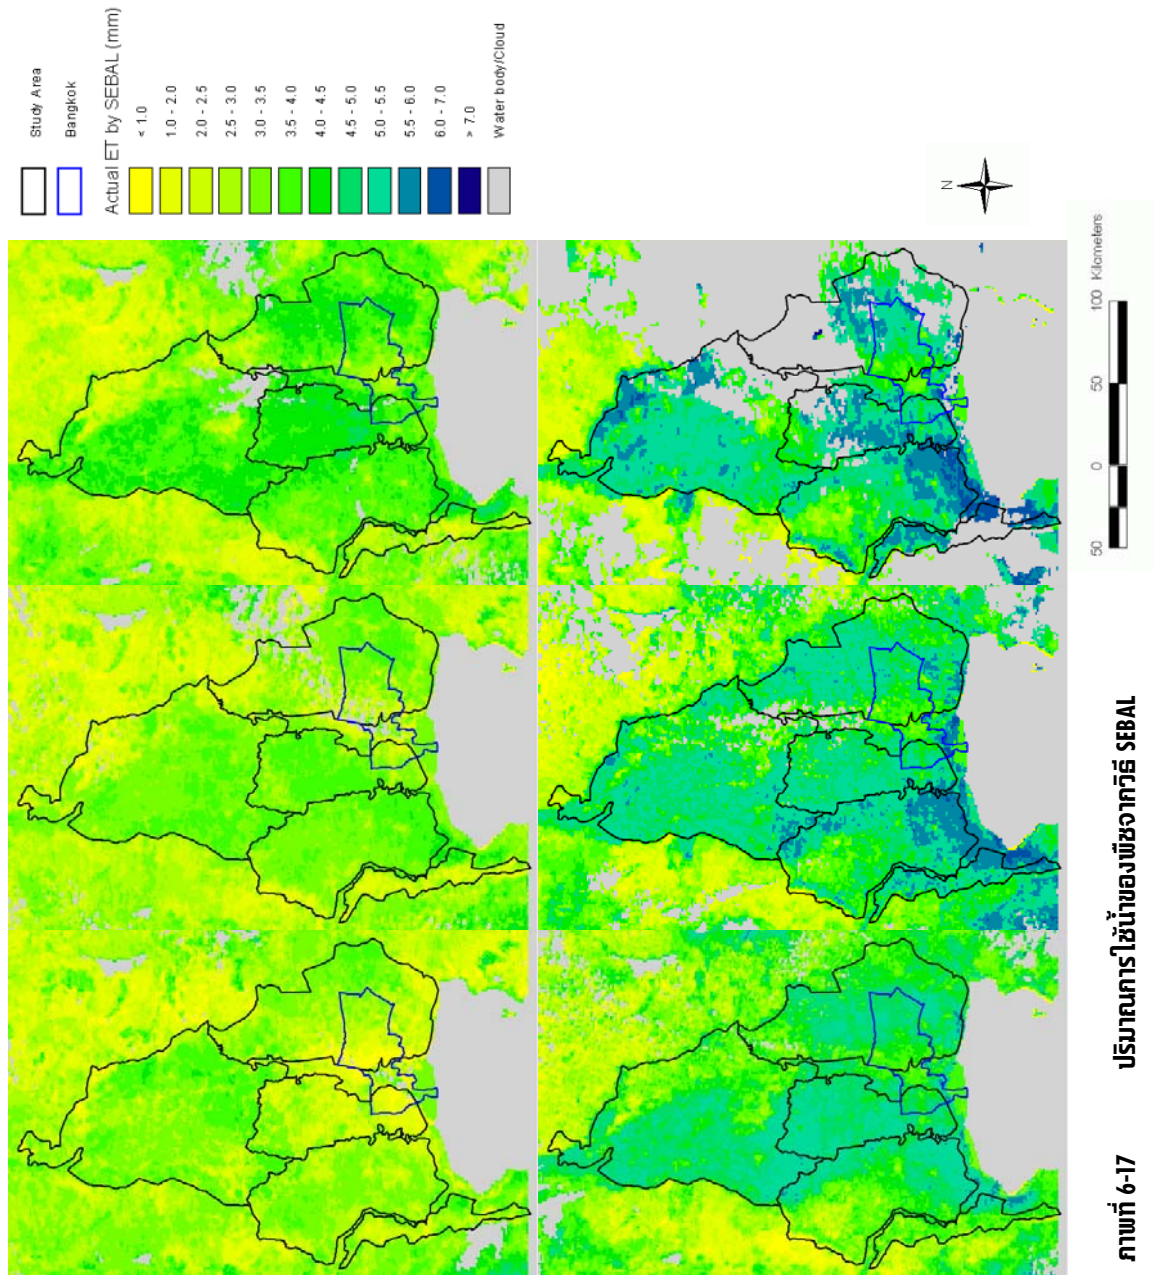 Study Area
Bangkok
Actual ET by SEBAL (mm)
< 1.0
1.0 - 2.0
2.0 - 2.5
2.5 - 3.0
3.0 - 3.5
3.5 - 4.0
4.0 - 4.5
4.5 - 5.0
5.0 - 5.5
5.5 - 6.0
6.0 - 7.0
> 7.0
Water body/Cloud
N
50 0 50 100 Kilometers
ภาพที่ 6-17 ปริมาณการใช้น้ำของพืชจากวิธี SEBAL